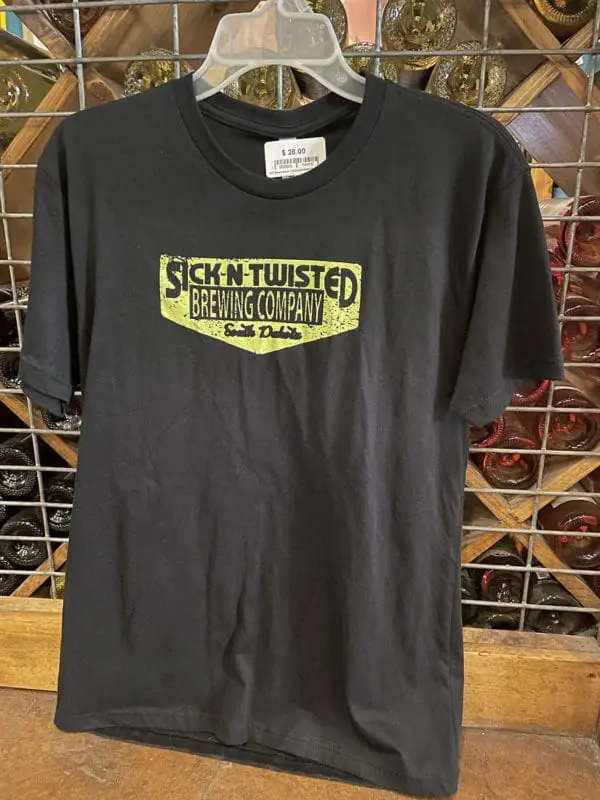 $ 28.00
SICK-N-TWISTED
BREWING COMPANY
South Dakota